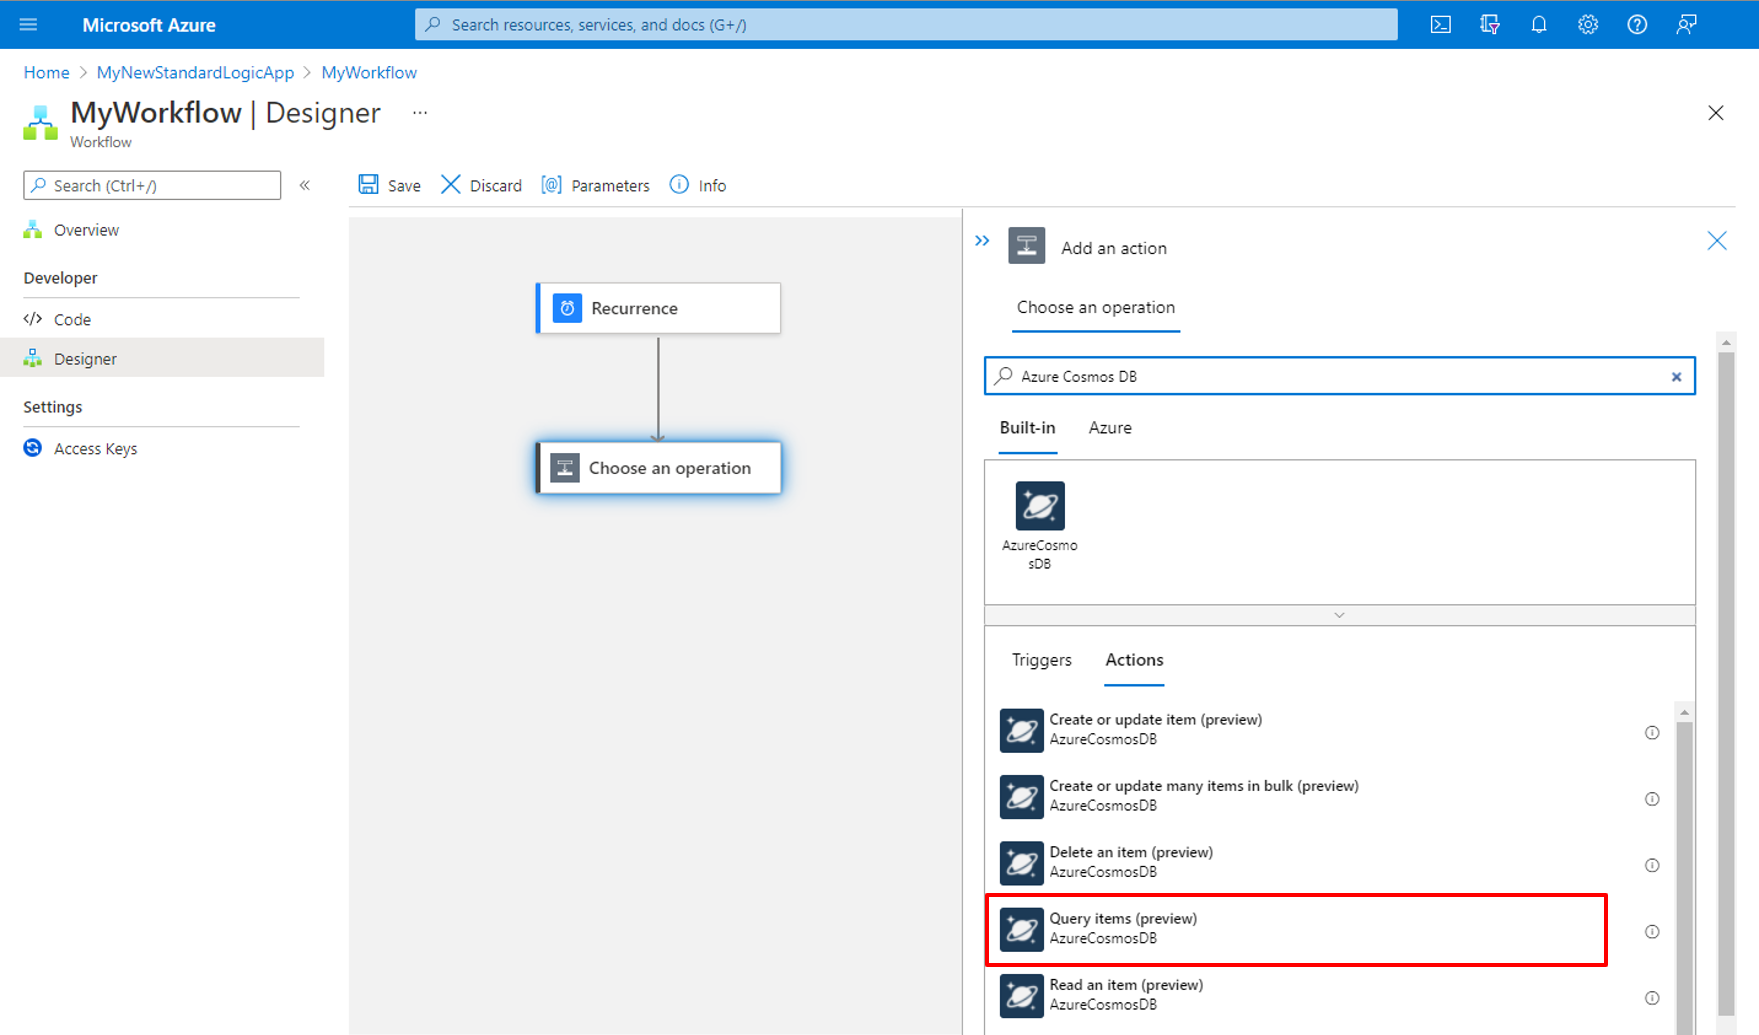 Microsoft Azure
Search resources, services, and docs (G+/)
Home > MyNewStandardLogicApp > MyWorkflow
MyWorkflow | Designer ...
Workflow
Search (Ctrl+/)
«
Save
Discard
[@] Parameters
Info
Overview
Developer
</> Code
Designer
Settings
Access Keys
Recurrence
Choose an operation
Add an action
Choose an operation
Azure Cosmos DB
Built-in
Azure
AzureCosmo
sDB
Triggers
Actions
Create or update item (preview)
AzureCosmosDB
Create or update many items in bulk (preview)
AzureCosmosDB
Delete an item (preview)
AzureCosmosDB
Query items (preview)
AzureCosmosDB
Read an item (preview)
AzureCosmosDB